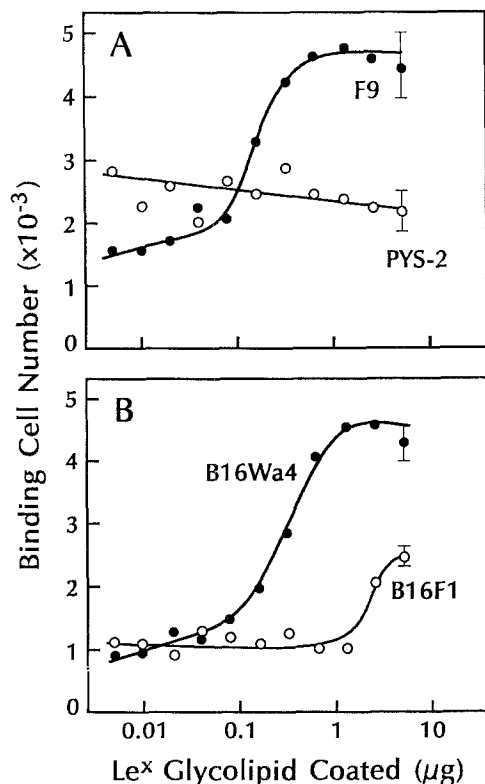 A
5
4
3
2
1
0
F9
PYS-2
B
5
4
3
2
1
0
B16Wa4
B16F1
0.01 0.1 1 10
Binding Cell Number (x10⁻³)
Leˣ Glycolipid Coated (μg)